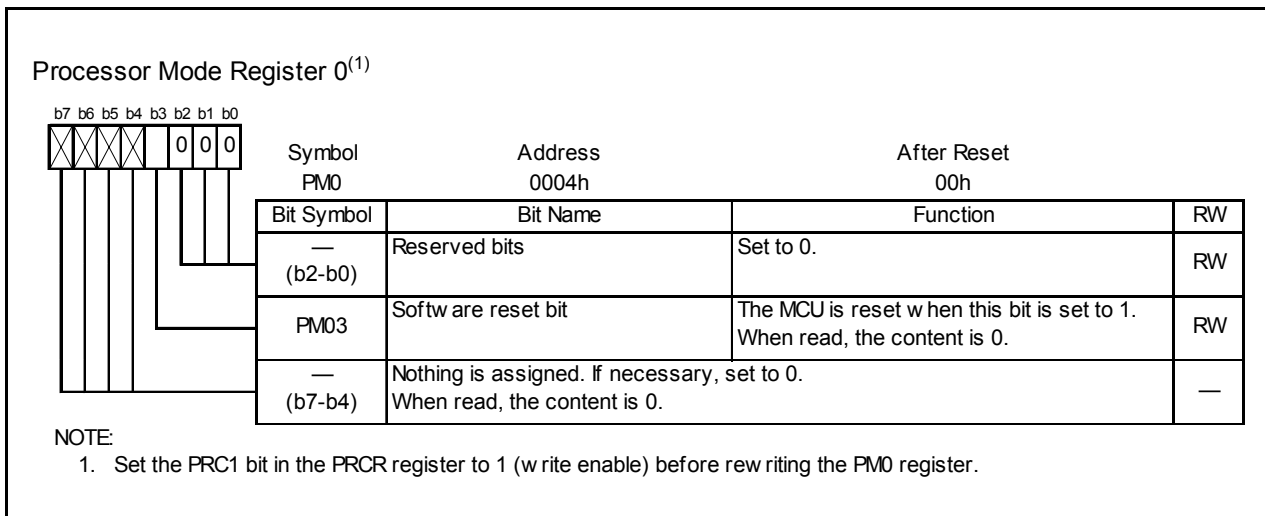 Processor Mode Register 0(1)
b7 b6 b5 b4 b3 b2 b1 b0
0 0 0
Symbol Address After Reset
PM0 0004h 00h
Bit Symbol Bit Name Function RW
— (b2-b0) Reserved bits Set to 0. RW
PM03 Software reset bit The MCU is reset when this bit is set to 1. RW
When read, the content is 0.
— (b7-b4) Nothing is assigned. If necessary, set to 0. —
When read, the content is 0.
NOTE:
1. Set the PRC1 bit in the PRCR register to 1 (write enable) before rewriting the PM0 register.